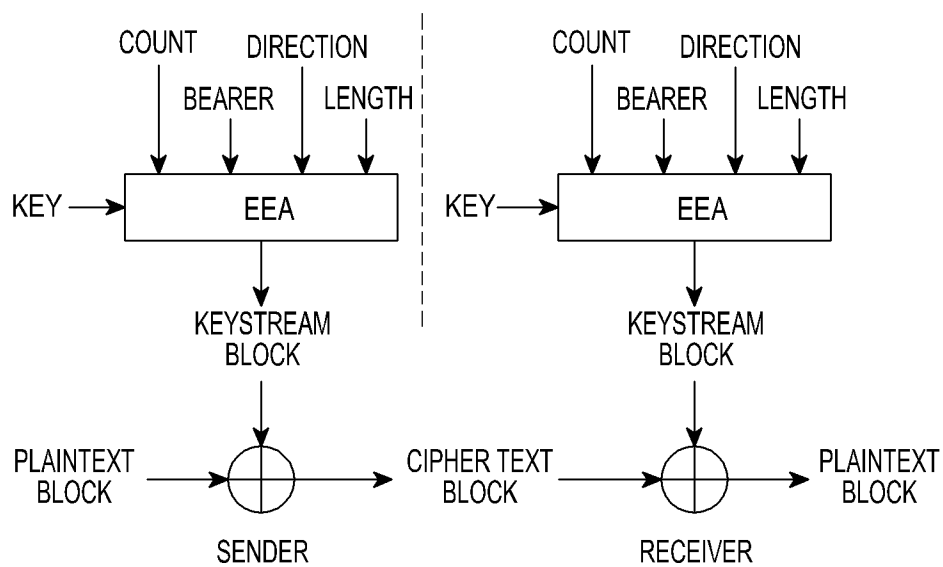 COUNT
DIRECTION
BEARER
LENGTH
KEY
EEA
KEYSTREAM
BLOCK
PLAINTEXT
BLOCK
SENDER
COUNT
DIRECTION
BEARER
LENGTH
KEY
EEA
KEYSTREAM
BLOCK
CIPHER TEXT
BLOCK
PLAINTEXT
BLOCK
RECEIVER